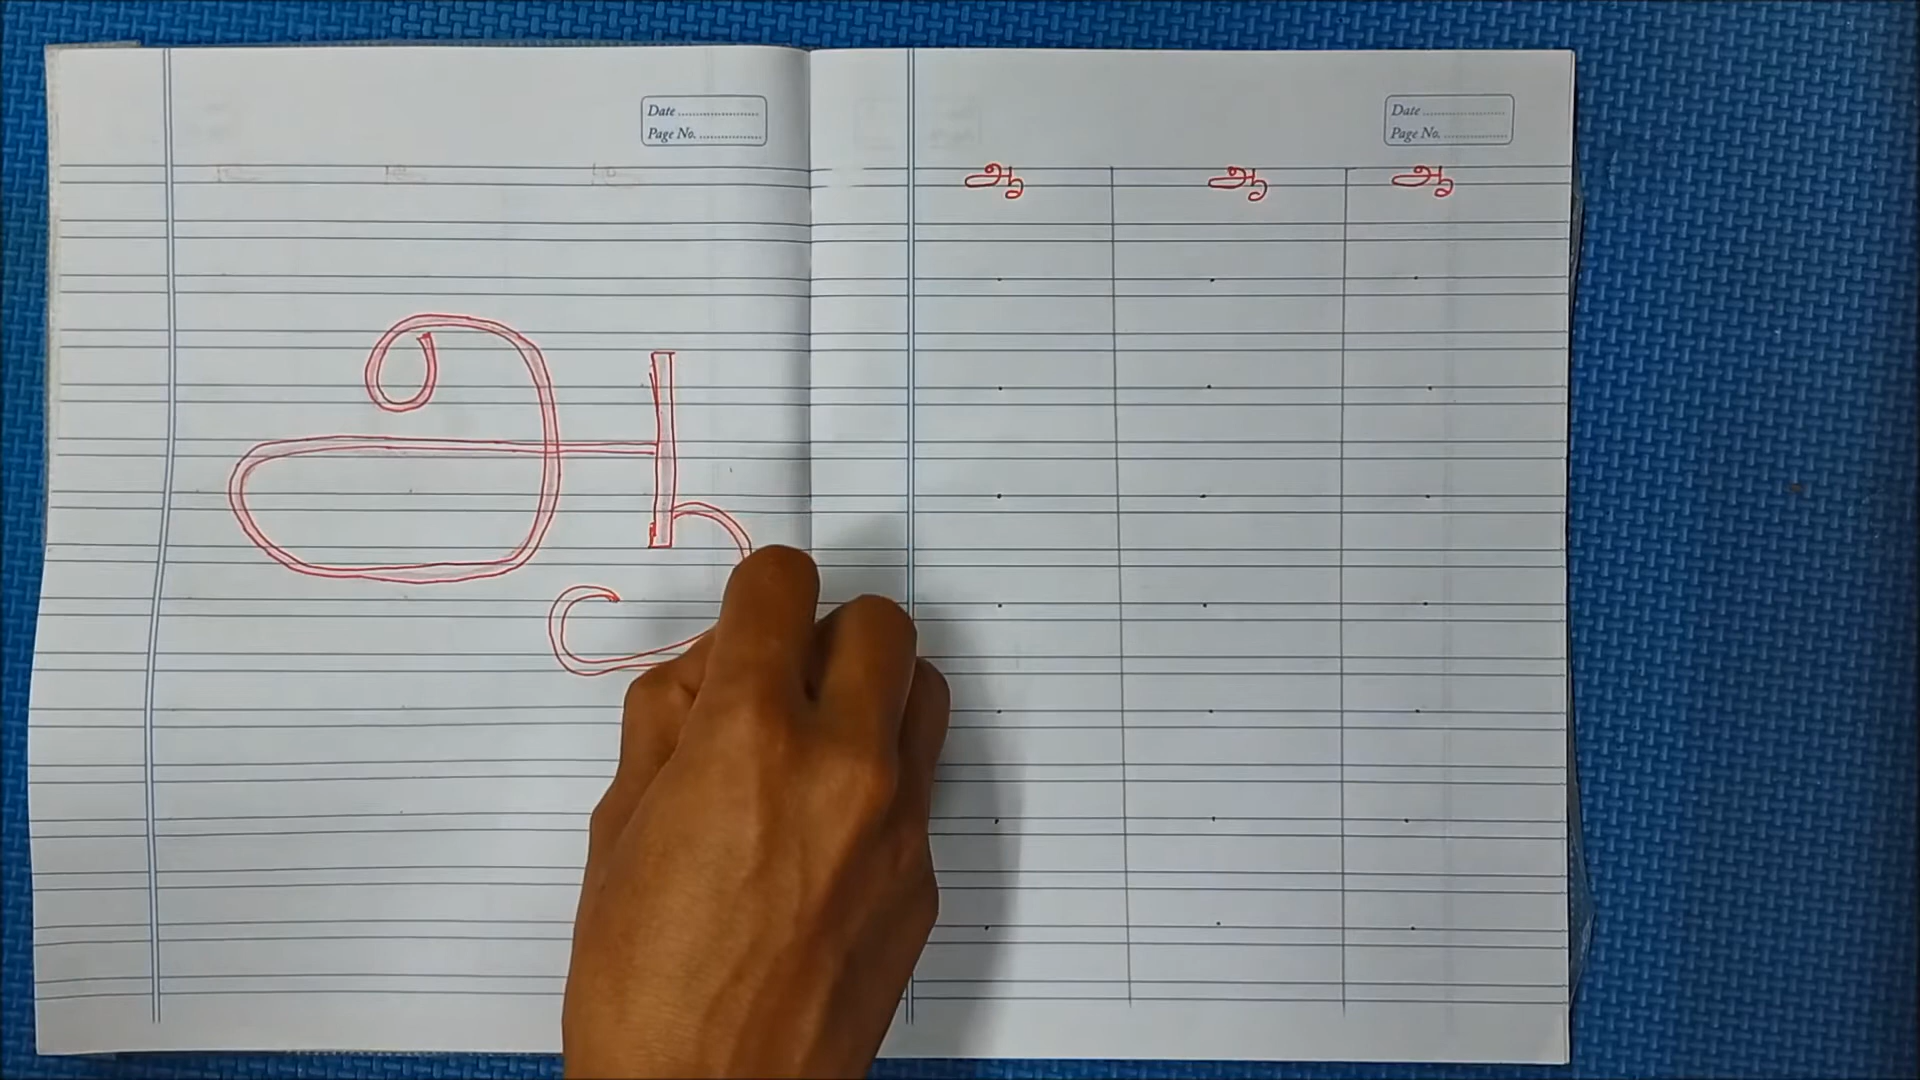 Date ........................
Page No. ..................
ஆ
Date ........................
Page No. ..................
ஆ ஆ ஆ